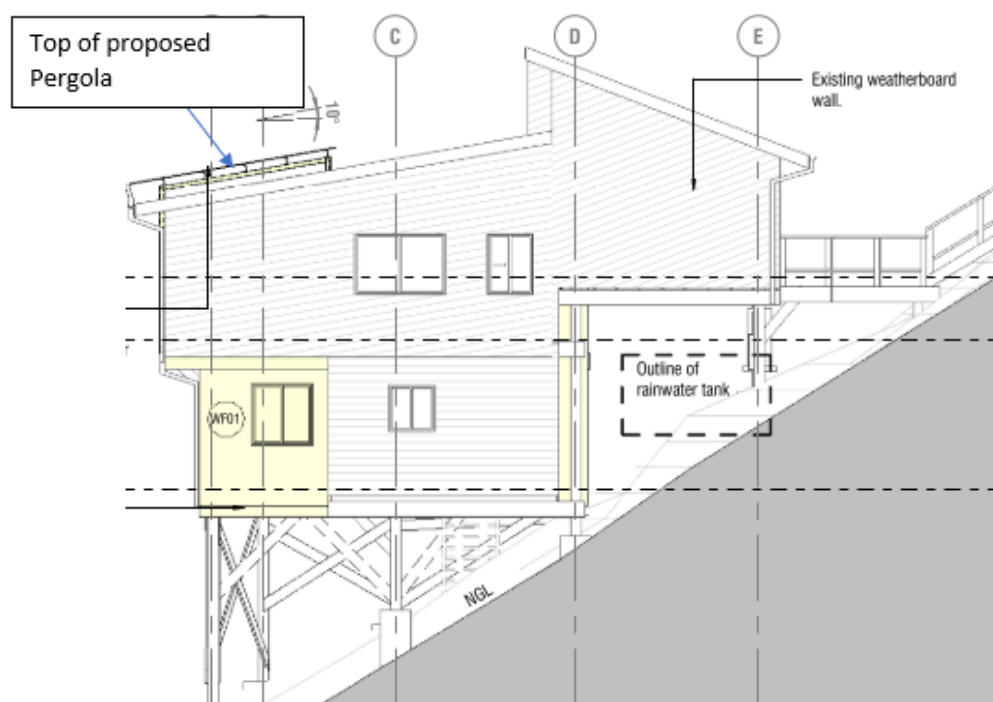 Top of proposed
Pergola
C
D
E
10°
Existing weatherboard
wall.
Outline of
rainwater tank
WF01
NGL